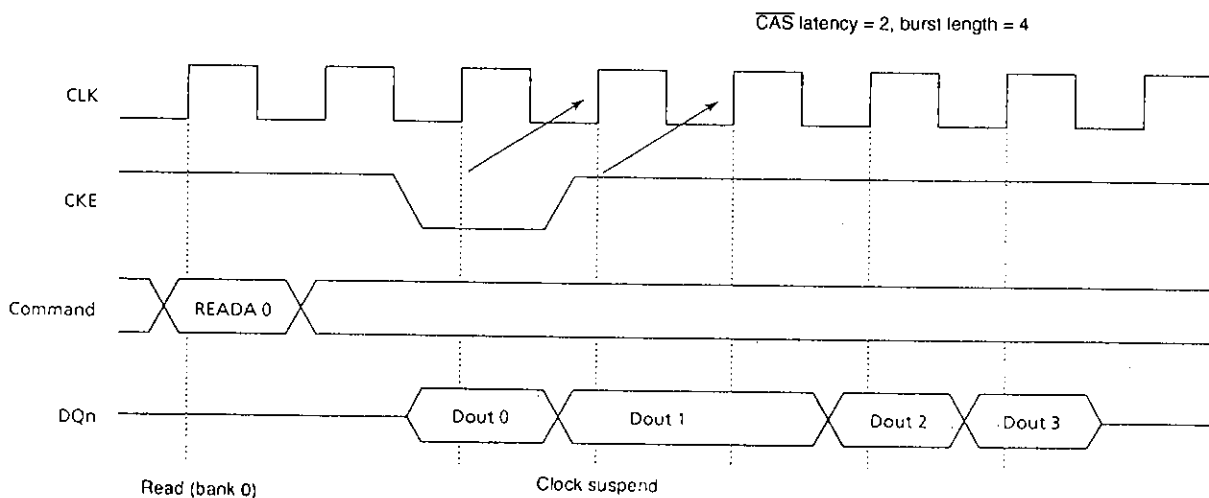 CAS latency = 2, burst length = 4
CLK
CKE
Command
READA 0
DQn
Dout 0
Dout 1
Dout 2
Dout 3
Read (bank 0)
Clock suspend